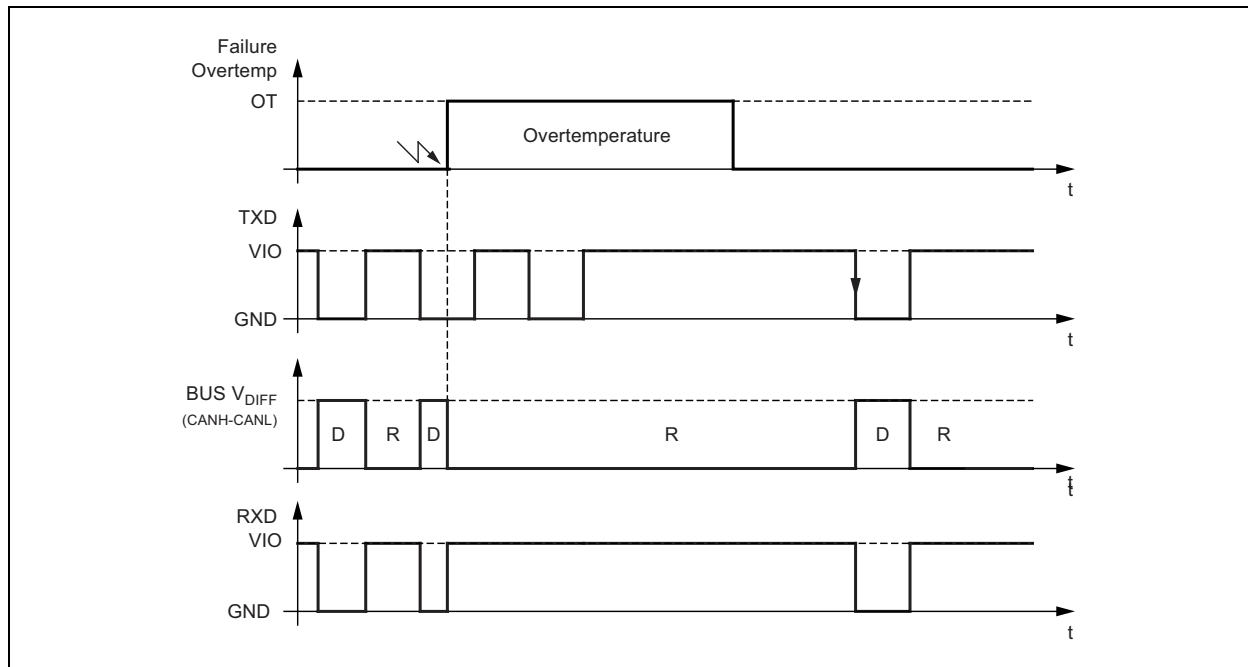 Failure
Overtemp
OT
Overtemperature
t
TXD
VIO
GND
t
BUS VDIFF
(CANH-CANL)
D R D R D R
t
t
RXD
VIO
GND
t